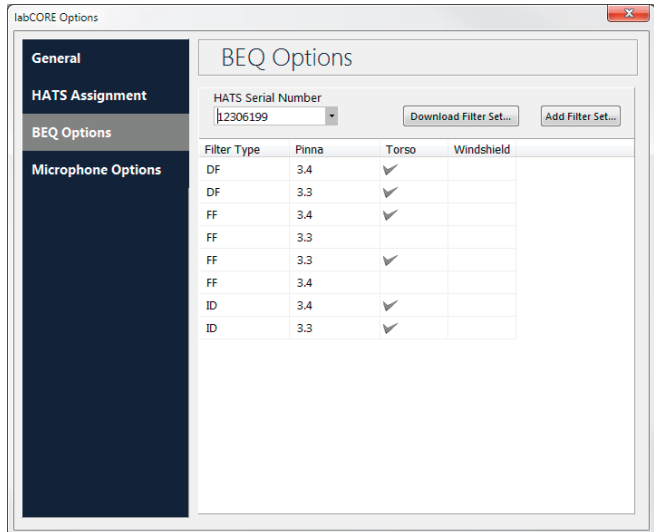 labCORE Options
General
HATS Assignment
BEQ Options
Microphone Options
BEQ Options
HATS Serial Number
12306199
Download Filter Set...
Add Filter Set...
Filter Type Pinna Torso Windshield
DF 3.4
DF 3.3
FF 3.4
FF 3.3
FF 3.3
FF 3.4
ID 3.4
ID 3.3